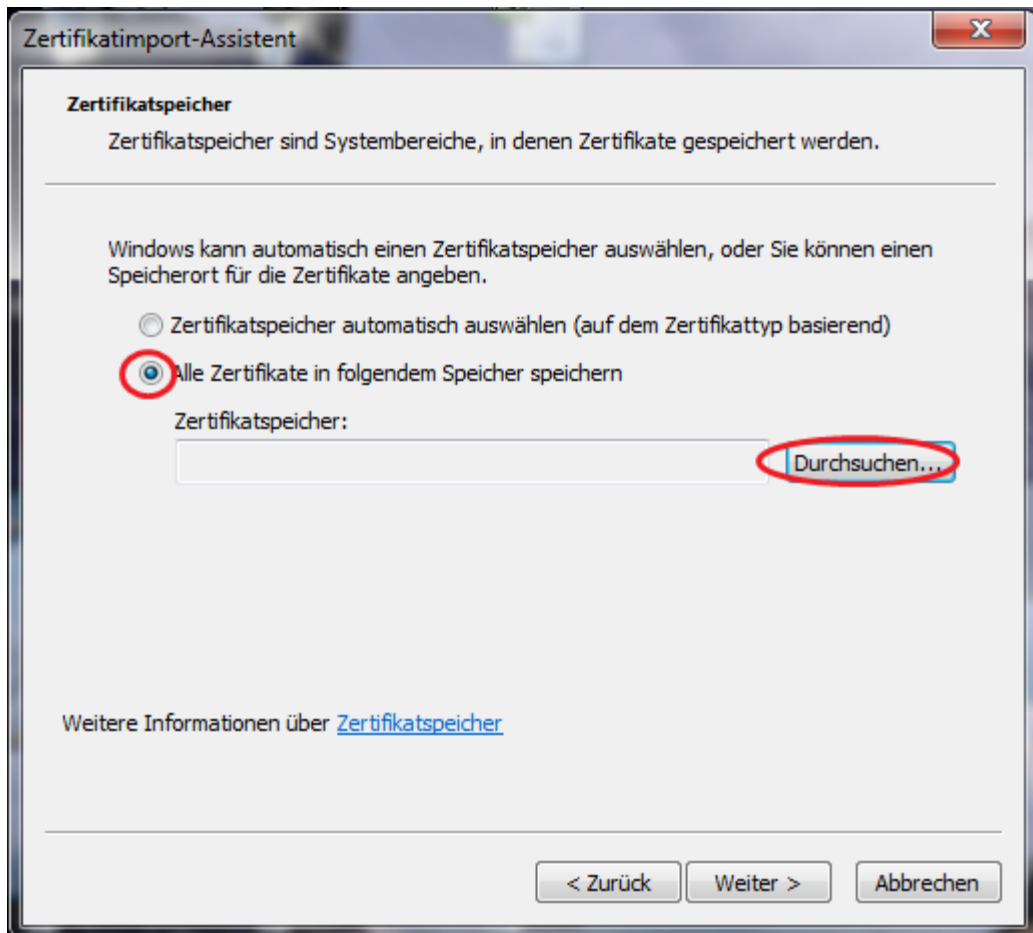 Zertifikatimport-Assistent
Zertifikatspeicher
Zertifikatspeicher sind Systembereiche, in denen Zertifikate gespeichert werden.
Windows kann automatisch einen Zertifikatspeicher auswählen, oder Sie können einen
Speicherort für die Zertifikate angeben.
Zertifikatspeicher automatisch auswählen (auf dem Zertifikattyp basierend)
Alle Zertifikate in folgendem Speicher speichern
Zertifikatspeicher:
Durchsuchen...
Weitere Informationen über Zertifikatspeicher
< Zurück Weiter > Abbrechen